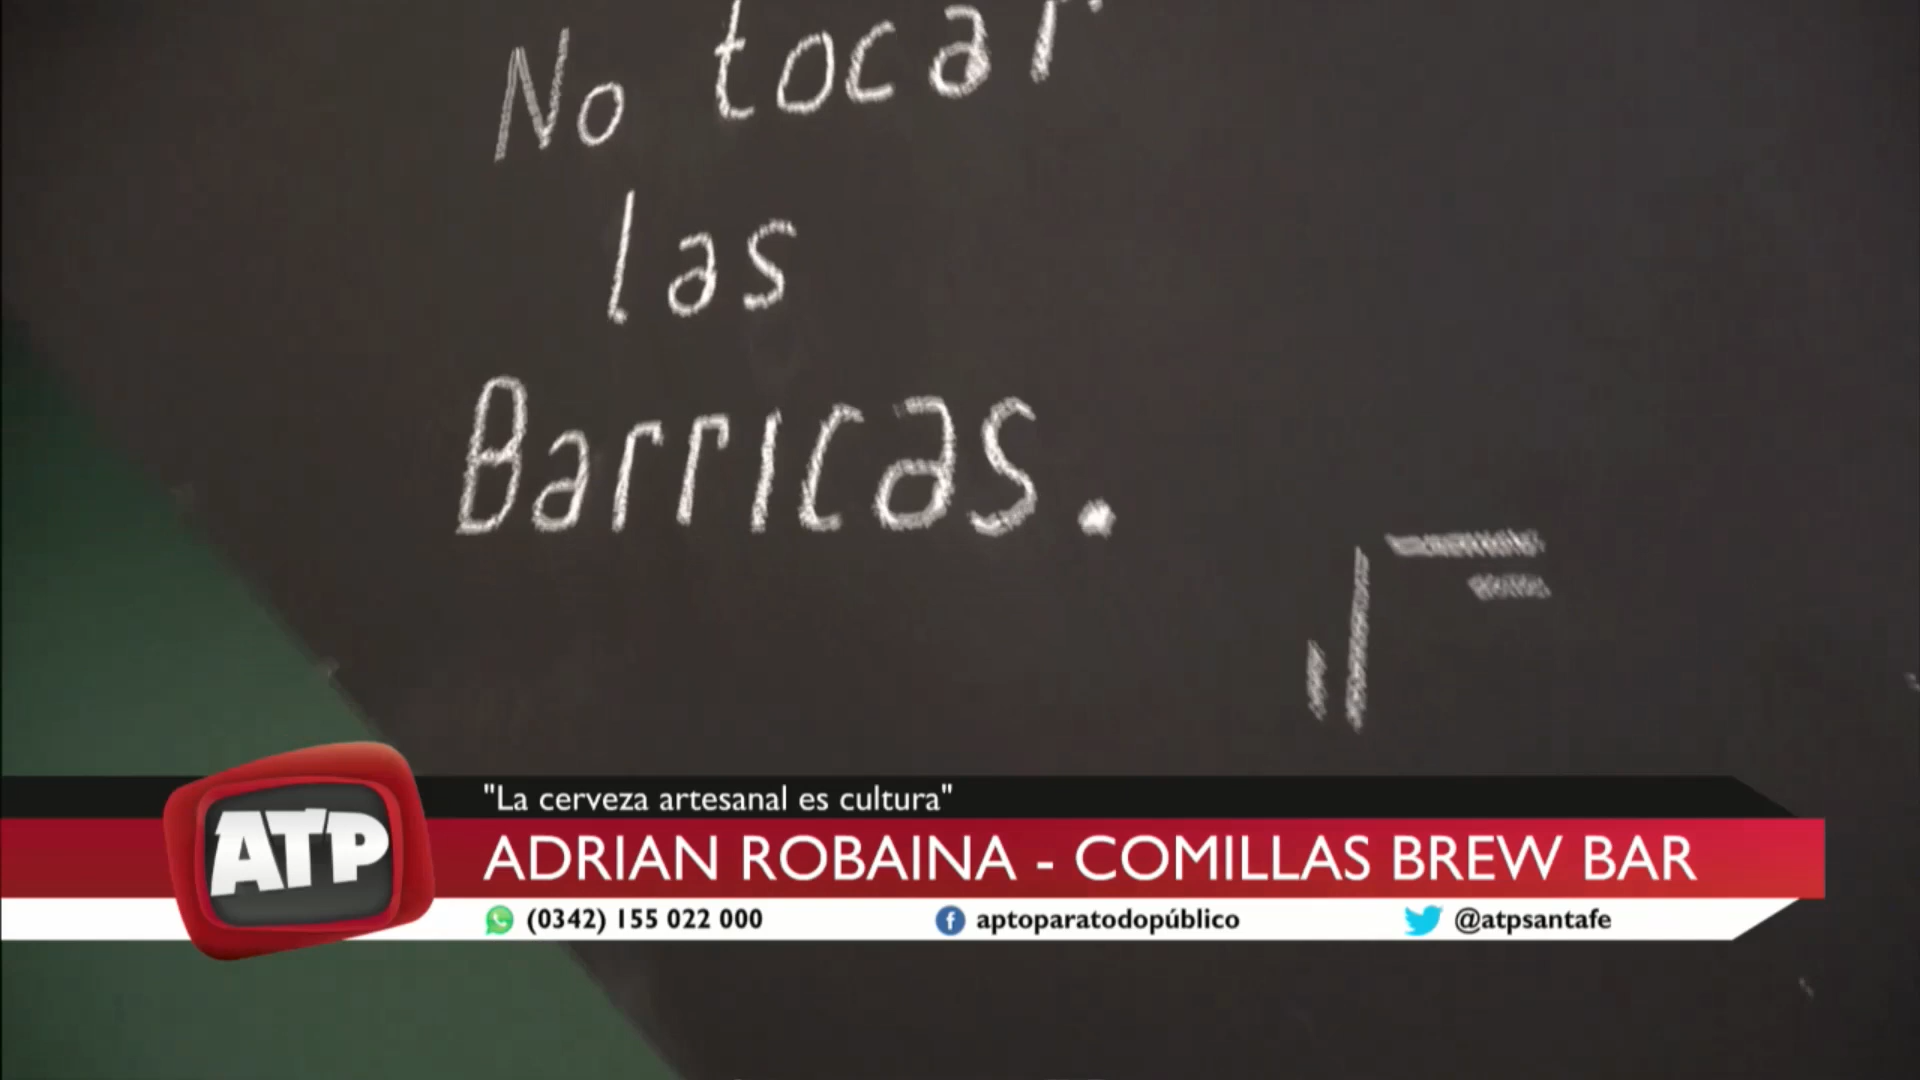 No tocar
las
Barricas.
"La cerveza artesanal es cultura"
ATP
ADRIAN ROBAINA - COMILLAS BREW BAR
(0342) 155 022 000
aptoparatodopúblico
@atpsantafe